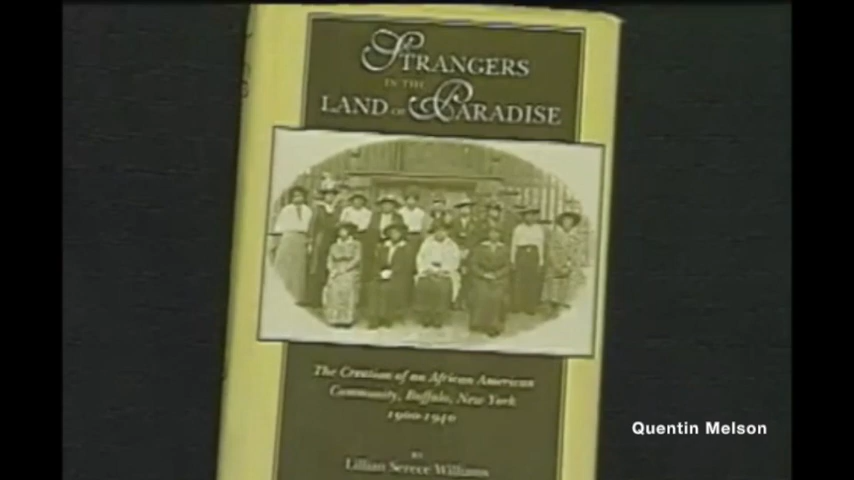 STRANGERS
IN THE
LAND OF PARADISE
The Creation of an African American
Community, Buffalo, New York
1900-1940
BY
Lillian Serece Williams
Quentin Melson